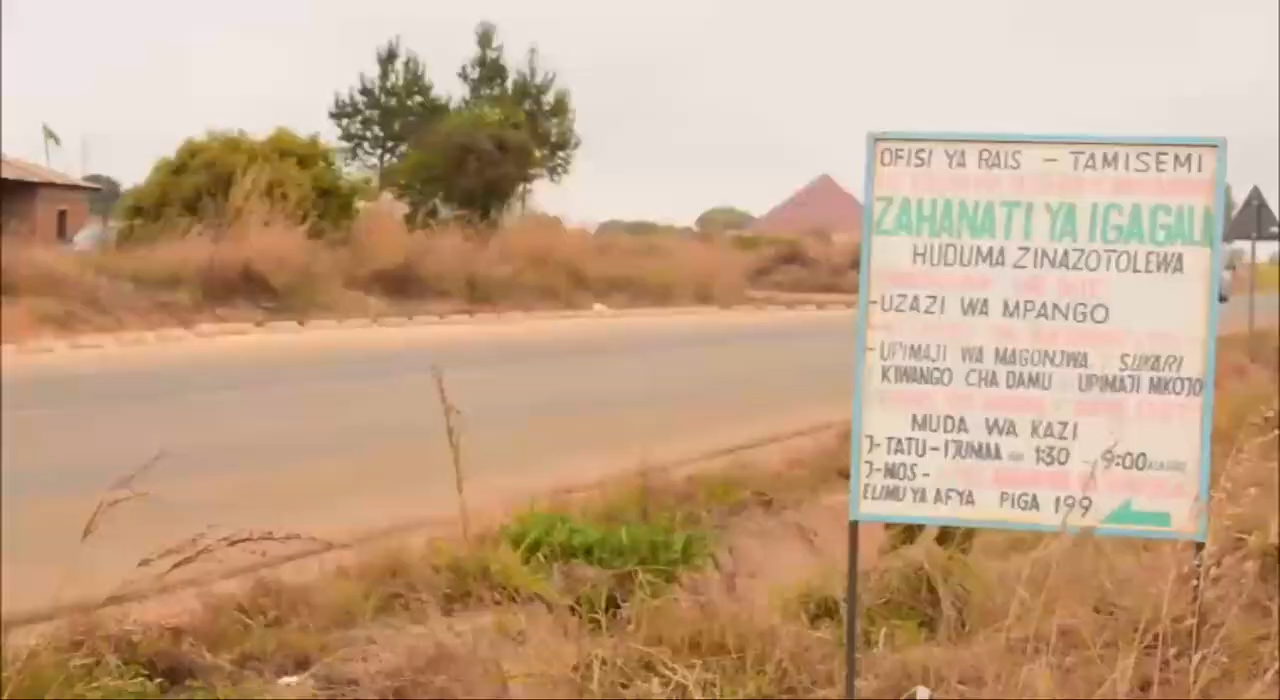 OFISI YA RAIS - TAMISEMI
ZAHANATI YA IGAGALA
HUDUMA ZINAZOTOLEWA
-UZAZI WA MPANGO
- UPIMAJI WA MAGONJWA SUKARI
KIWANGO CHA DAMU UPIMAJI MKOJO
MUDA WA KAZI
J-TATU-IJUMAA 1:30 - 9:00
J-MOS-
ELIMU YA AFYA PIGA 199